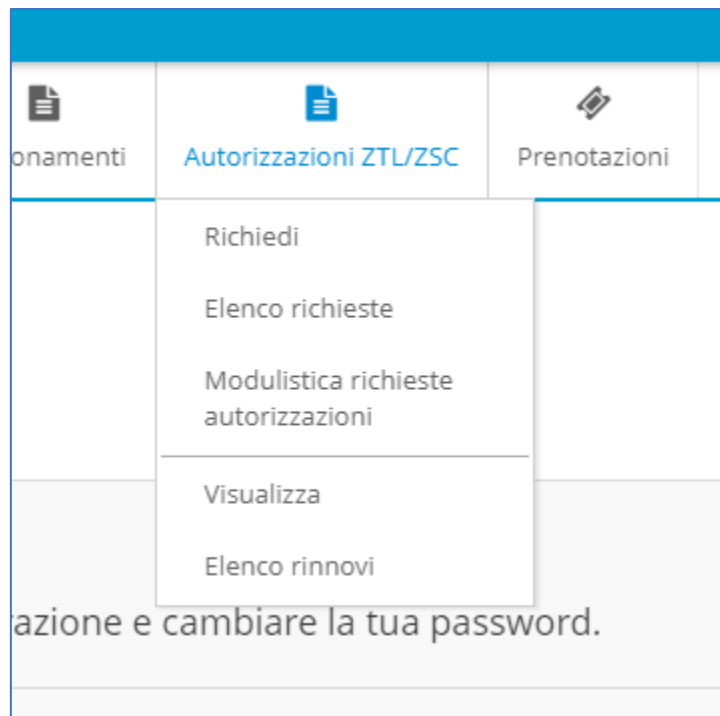 onamenti
Autorizzazioni ZTL/ZSC
Prenotazioni
Richiedi
Elenco richieste
Modulistica richieste
autorizzazioni
Visualizza
Elenco rinnovi
razione e cambiare la tua password.